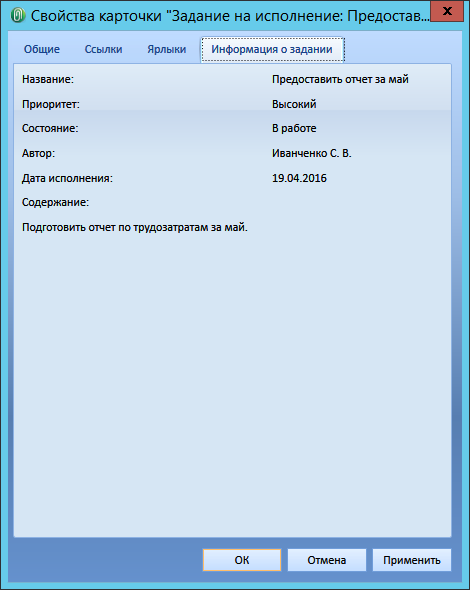 Свойства карточки "Задание на исполнение: Предостав... x
Общие Ссылки Ярлыки Информация о задании
Название: Предоставить отчет за май
Приоритет: Высокий
Состояние: В работе
Автор: Иванченко С. В.
Дата исполнения: 19.04.2016
Содержание:
Подготовить отчет по трудозатратам за май.
ОК Отмена Применить